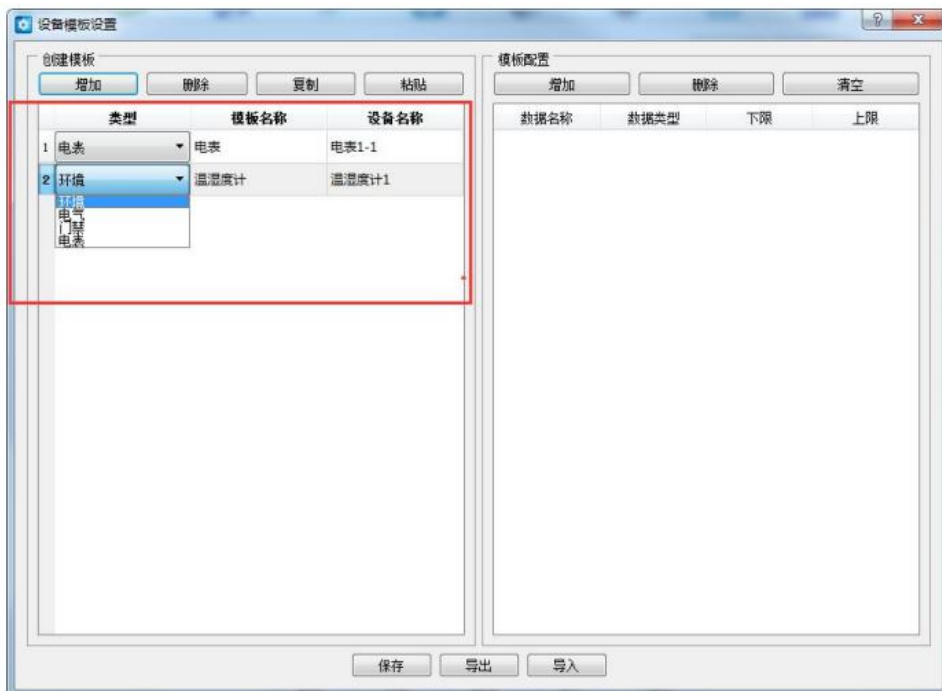 设备模板设置
创建模板
增加 删除 复制 粘贴
类型 模板名称 设备名称
1 电表 电表 电表1-1
2 环境 温湿度计 温湿度计1
环境
电气
门禁
电表
模板配置
增加 删除 清空
数据名称 数据类型 下限 上限
保存 导出 导入